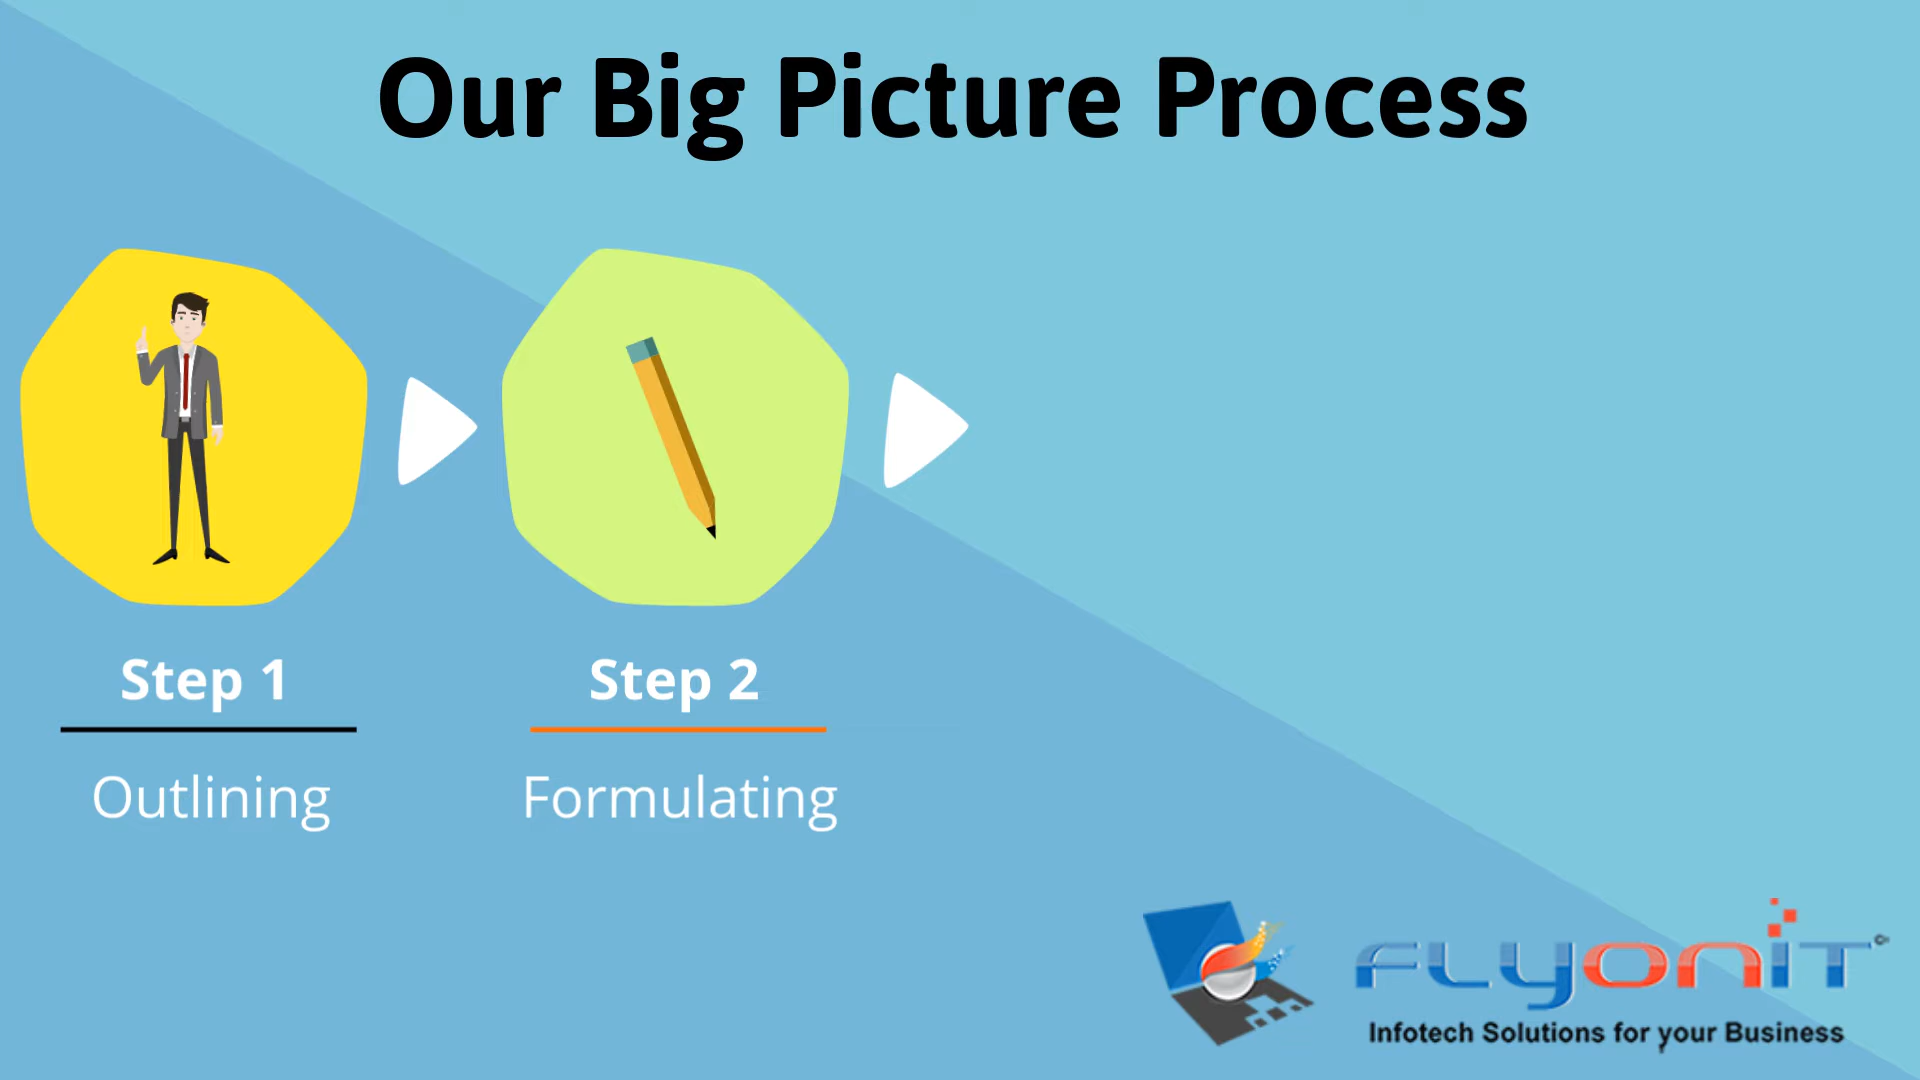 Our Big Picture Process
Step 1
Outlining
Step 2
Formulating
FLYONIT
Infotech Solutions for your Business